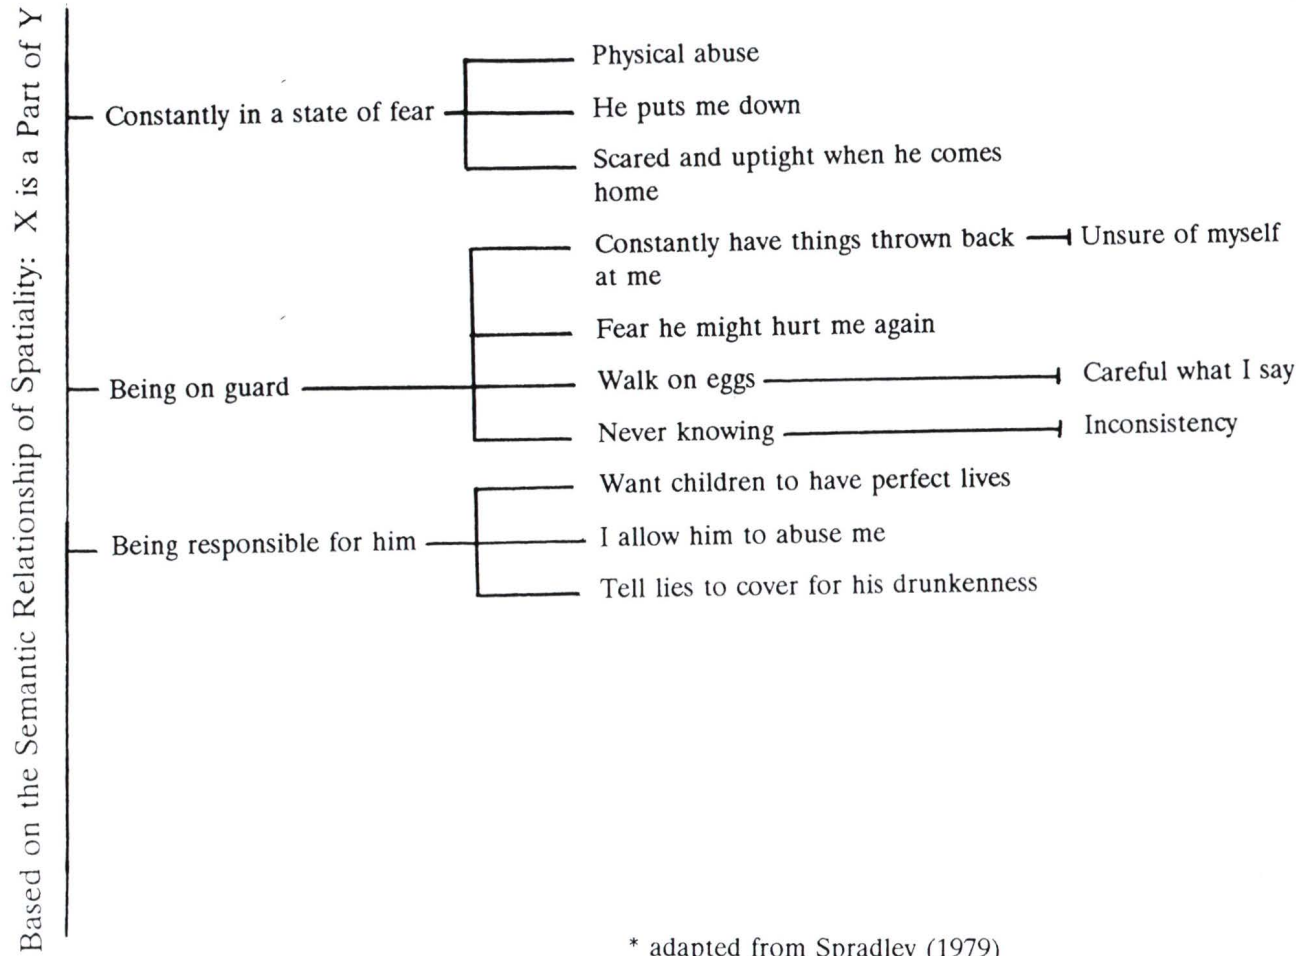 Based on the Semantic Relationship of Spatiality: X is a Part of Y
Constantly in a state of fear
Physical abuse
He puts me down
Scared and uptight when he comes
home
Being on guard
Constantly have things thrown back
at me
Unsure of myself
Fear he might hurt me again
Walk on eggs
Careful what I say
Never knowing
Inconsistency
Being responsible for him
Want children to have perfect lives
I allow him to abuse me
Tell lies to cover for his drunkenness
* adapted from Spradley (1979)